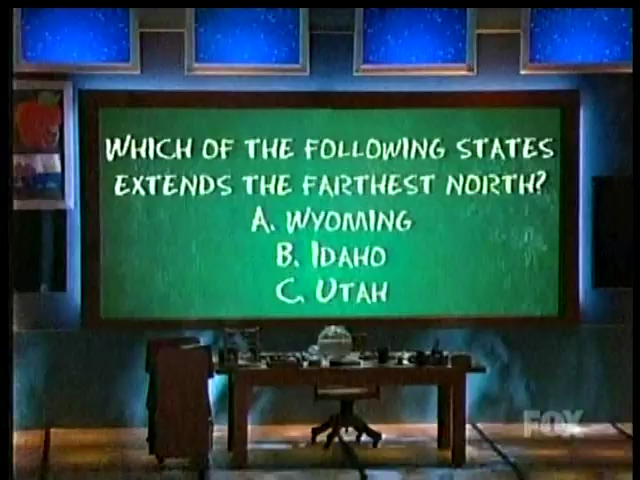 WHICH OF THE FOLLOWING STATES
EXTENDS THE FARTHEST NORTH?
A. WYOMING
B. IDAHO
C. UTAH
FOX